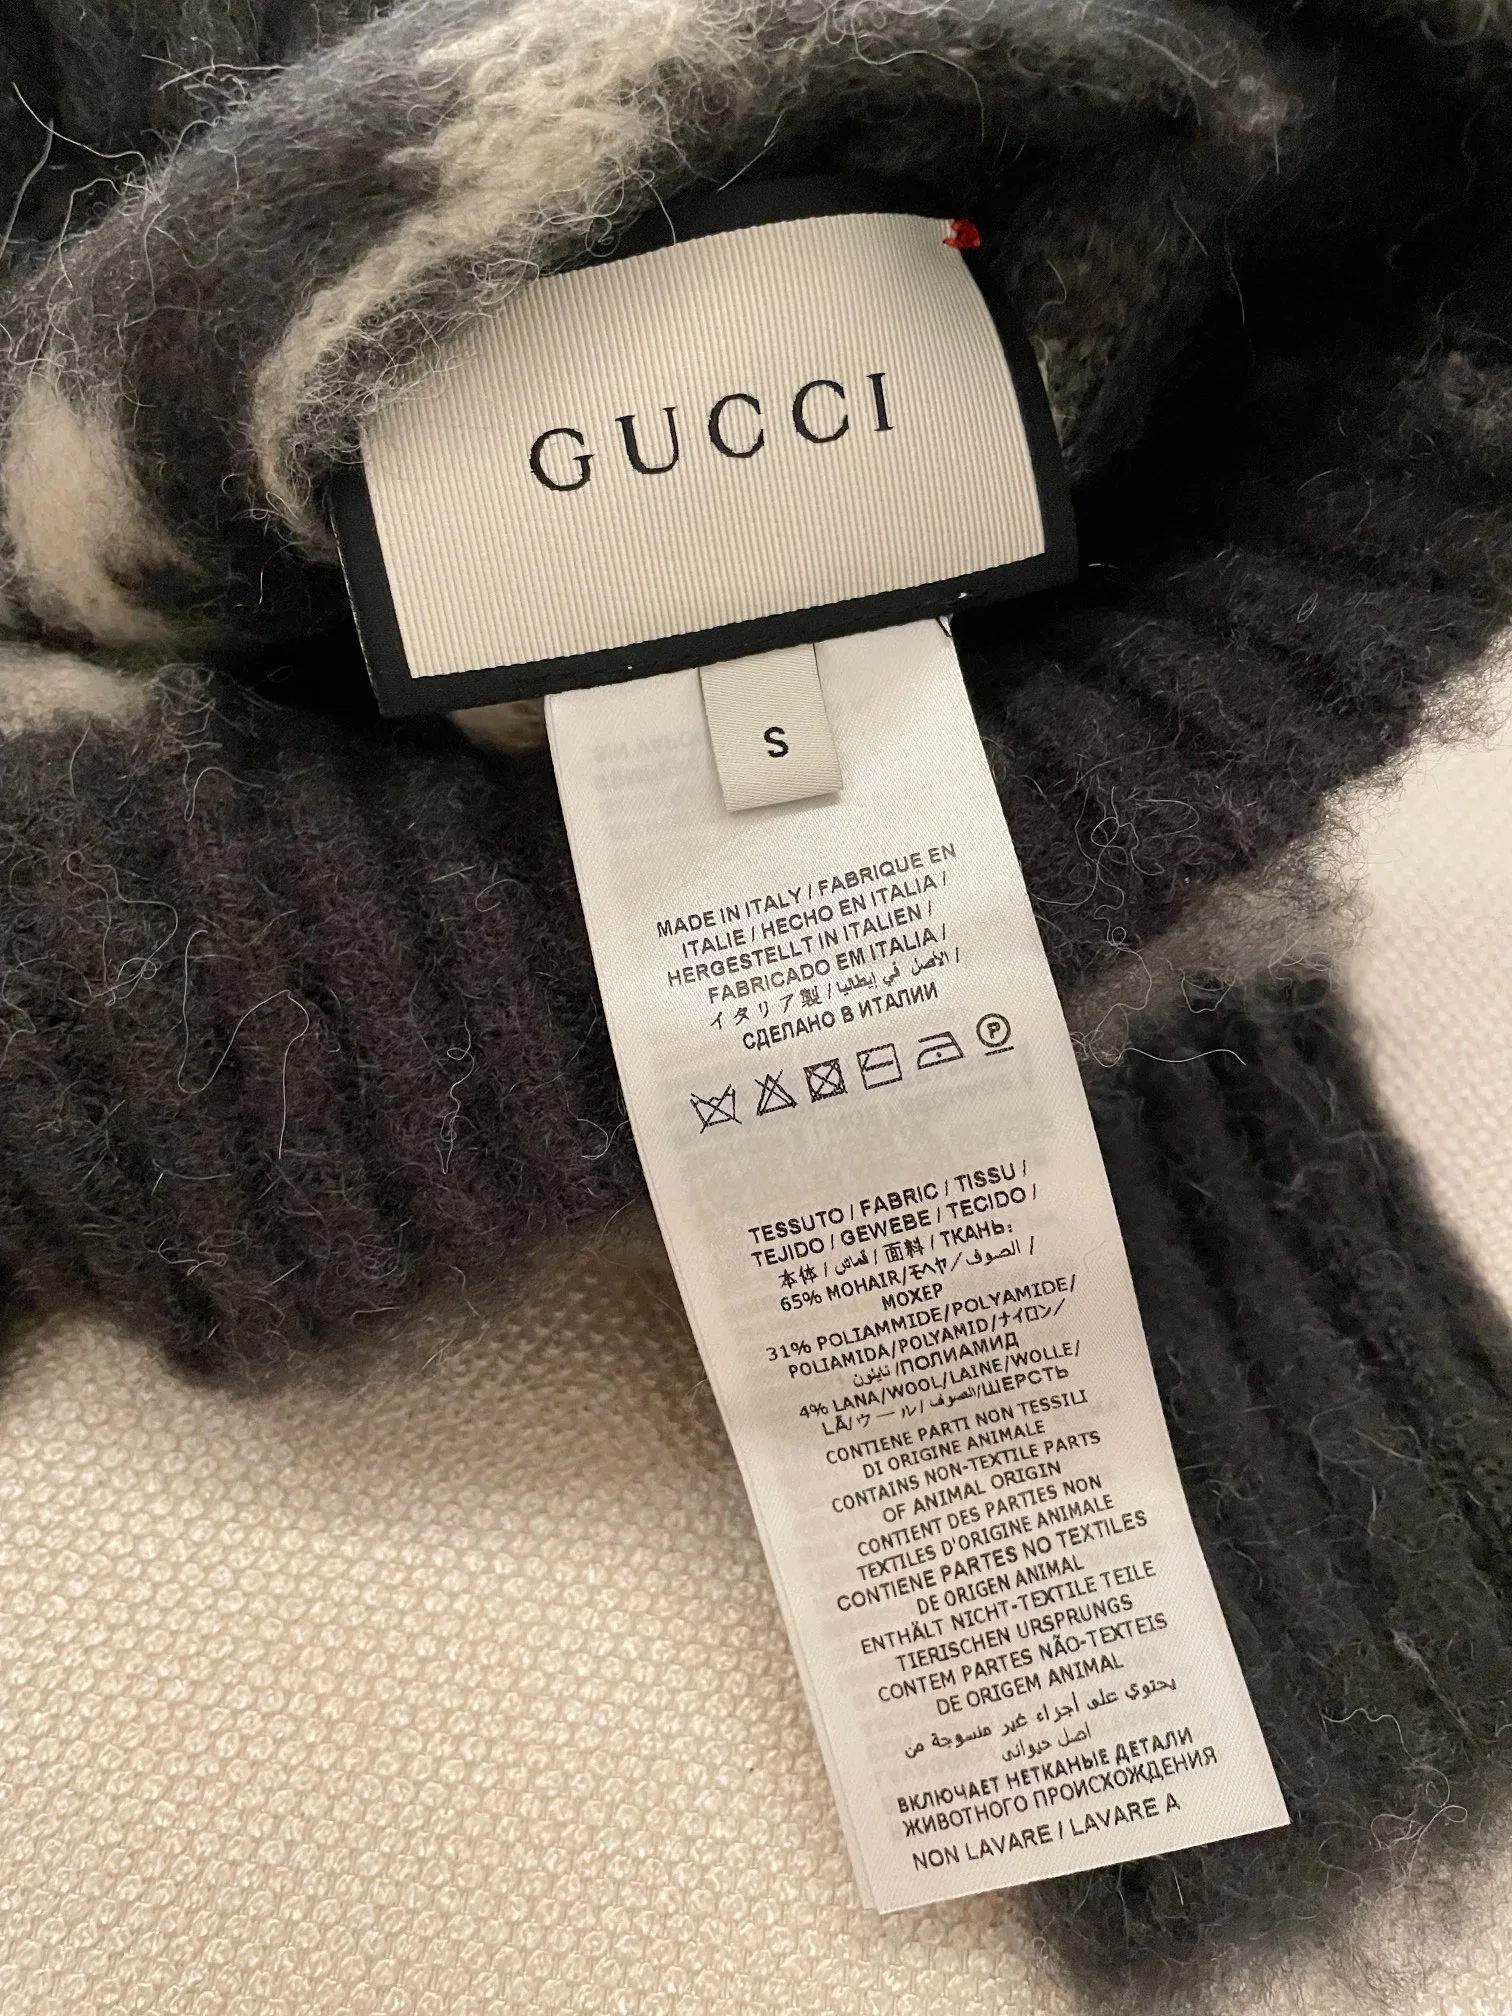 GUCCI
S
MADE IN ITALY / FABRIQUE EN
ITALIE / HECHO EN ITALIA /
HERGESTELLT IN ITALIEN /
FABRICADO EM ITALIA /
イタリア製 / الأصل في إيطاليا /
СДЕЛАНО В ИТАЛИИ
P
TESSUTO / FABRIC / TISSU /
TEJIDO / GEWEBE / TECIDO /
本体 / قماش / 面料 / ТКАНЬ:
65% MOHAIR/モヘヤ/ الصوف /
МОХЕР
31% POLIAMMIDE/POLYAMIDE/
POLIAMIDA/POLYAMID/ナイロン/
نايلون /ПОЛИАМИД
4% LANA/WOOL/LAINE/WOLLE/
LÃ/ウール/ الصوف/ШЕРСТЬ
CONTIENE PARTI NON TESSILI
DI ORIGINE ANIMALE
CONTAINS NON-TEXTILE PARTS
OF ANIMAL ORIGIN
CONTIENT DES PARTIES NON
TEXTILES D'ORIGINE ANIMALE
CONTIENE PARTES NO TEXTILES
DE ORIGEN ANIMAL
ENTHÄLT NICHT-TEXTILE TEILE
TIERISCHEN URSPRUNGS
CONTEM PARTES NÃO-TEXTEIS
DE ORIGEM ANIMAL
يحتوي على أجزاء غير منسوجة من
اصل حيوانى
ВКЛЮЧАЕТ НЕТКАНЫЕ ДЕТАЛИ
ЖИВОТНОГО ПРОИСХОЖДЕНИЯ
NON LAVARE / LAVARE A